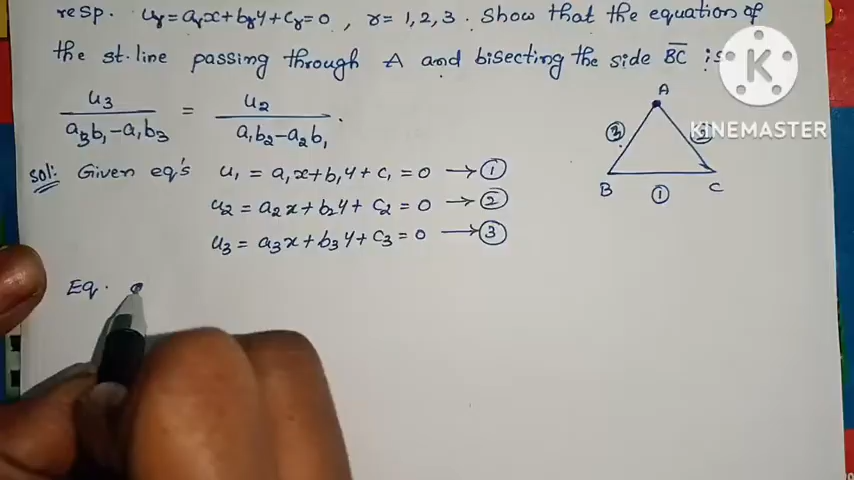 resp. uᵣ = aᵣx + bᵣy + cᵣ = 0 , r = 1, 2, 3 . Show that the equation of
the st. line passing through A and bisecting the side BC is
u₃ / (a₃b₁ - a₁b₃) = u₂ / (a₁b₂ - a₂b₁) .
sol: Given eq's u₁ = a₁x + b₁y + c₁ = 0 → ①
u₂ = a₂x + b₂y + c₂ = 0 → ②
u₃ = a₃x + b₃y + c₃ = 0 → ③
Eq.
A
③
B
①
C
K
KINEMASTER